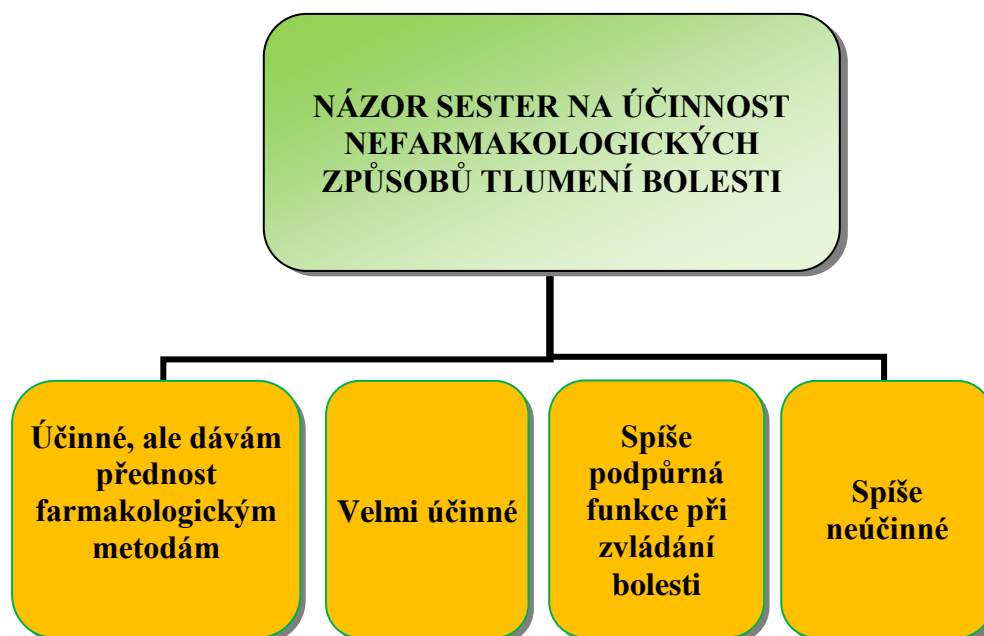 NÁZOR SESTER NA ÚČINNOST
NEFARMAKOLOGICKÝCH
ZPŮSOBŮ TLUMENÍ BOLESTI
Účinné, ale dávám
přednost
farmakologickým
metodám
Velmi účinné
Spíše
podpůrná
funkce při
zvládání
bolesti
Spíše
neúčinné